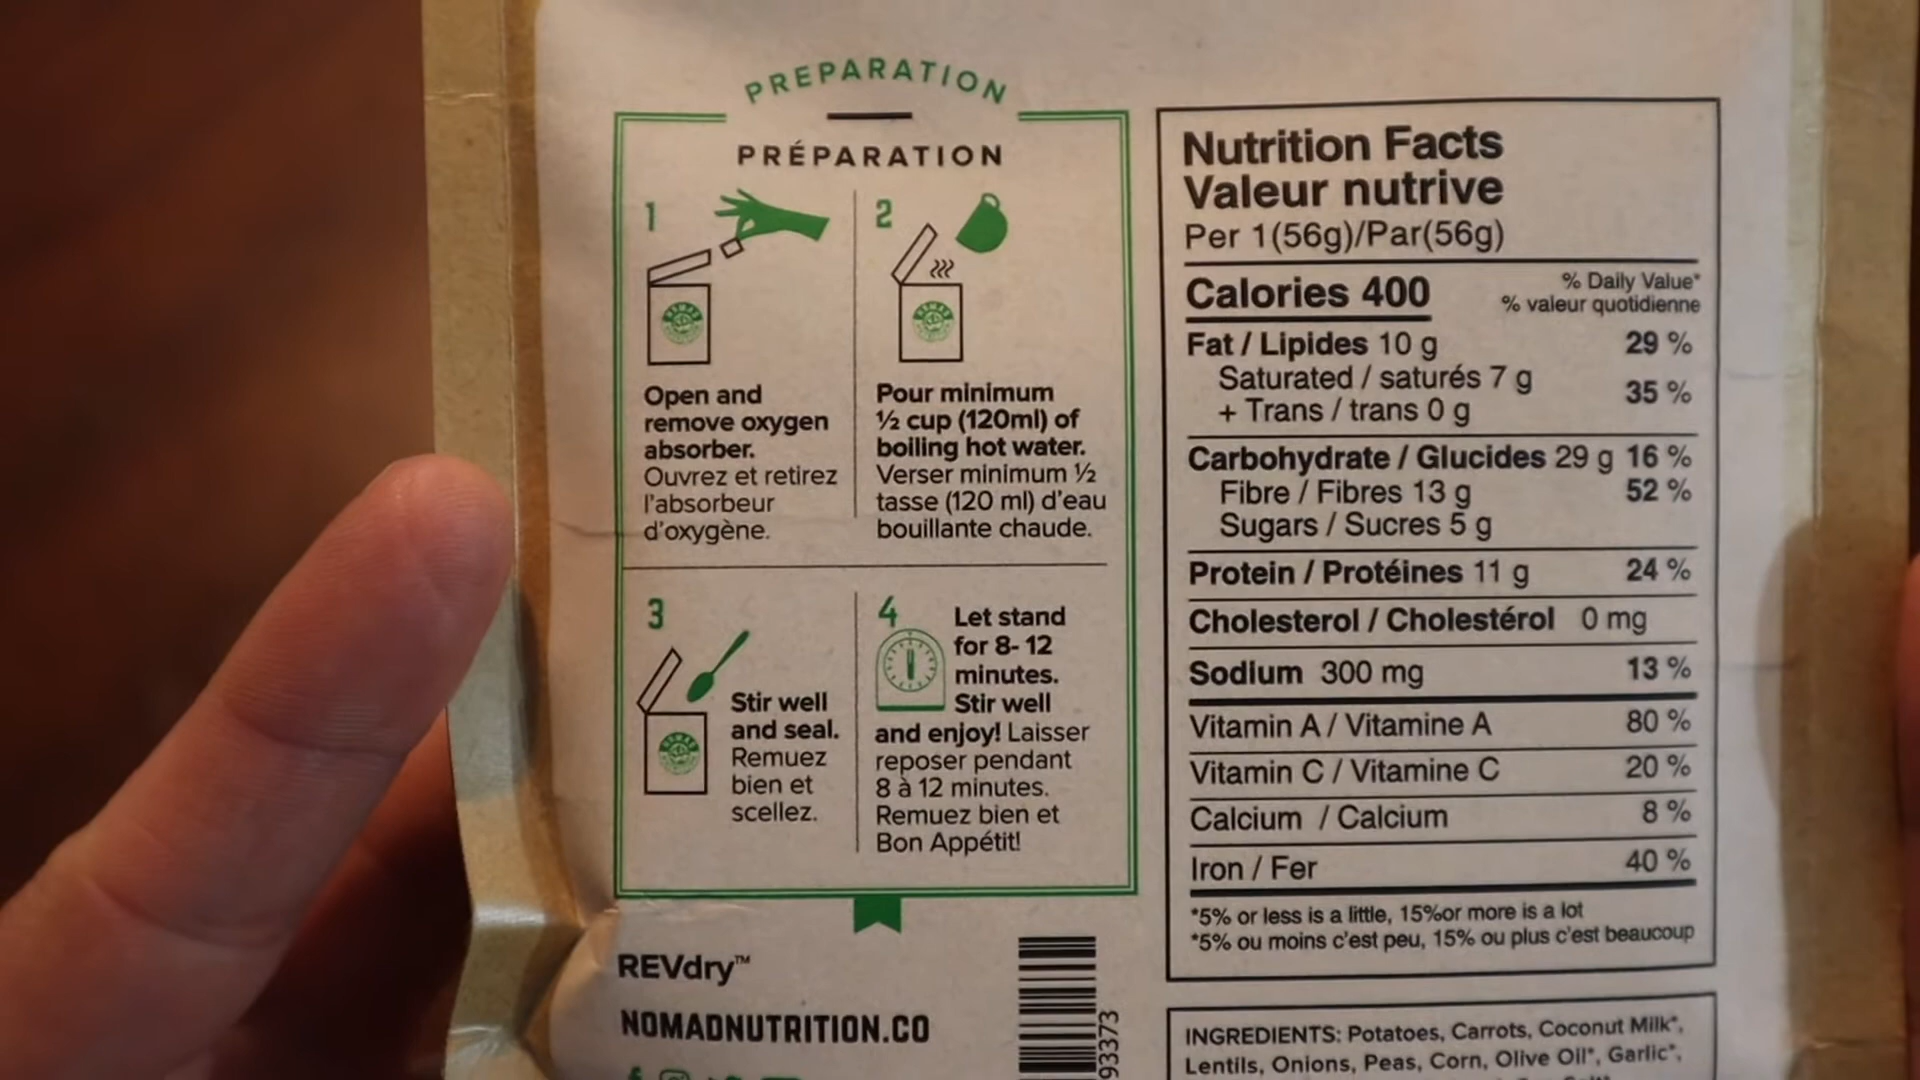 PREPARATION
PRÉPARATION
1
Open and
remove oxygen
absorber.
Ouvrez et retirez
l'absorbeur
d'oxygène.
2
Pour minimum
½ cup (120ml) of
boiling hot water.
Verser minimum ½
tasse (120 ml) d'eau
bouillante chaude.
3
Stir well
and seal.
Remuez
bien et
scellez.
4
Let stand
for 8- 12
minutes.
Stir well
and enjoy! Laisser
reposer pendant
8 à 12 minutes.
Remuez bien et
Bon Appétit!
REVdry™
NOMADNUTRITION.CO
93373
Nutrition Facts
Valeur nutrive
Per 1(56g)/Par(56g)
Calories 400
% Daily Value*
% valeur quotidienne
Fat / Lipides 10 g 29 %
Saturated / saturés 7 g
+ Trans / trans 0 g
35 %
Carbohydrate / Glucides 29 g 16 %
Fibre / Fibres 13 g 52 %
Sugars / Sucres 5 g
Protein / Protéines 11 g 24 %
Cholesterol / Cholestérol 0 mg
Sodium 300 mg 13 %
Vitamin A / Vitamine A 80 %
Vitamin C / Vitamine C 20 %
Calcium / Calcium 8 %
Iron / Fer 40 %
*5% or less is a little, 15%or more is a lot
*5% ou moins c'est peu, 15% ou plus c'est beaucoup
INGREDIENTS: Potatoes, Carrots, Coconut Milk*,
Lentils, Onions, Peas, Corn, Olive Oil*, Garlic*,